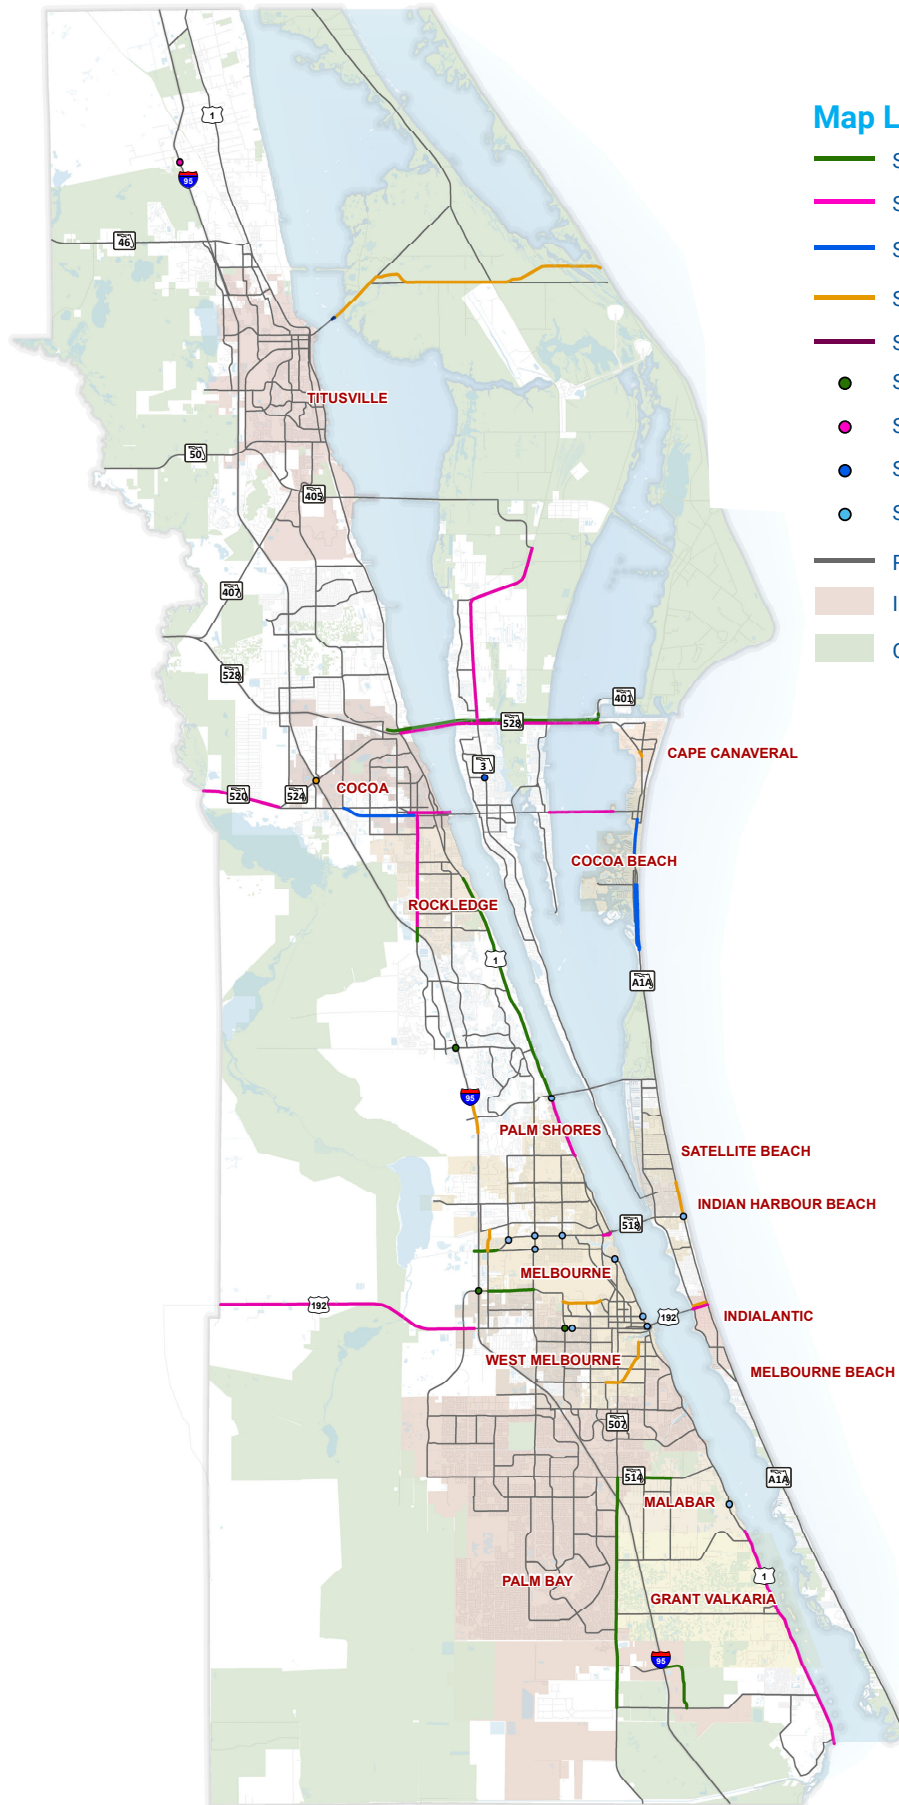 Map L
S
S
S
S
S
S
S
S
S
R
I
C
1
95
46
TITUSVILLE
50
405
407
528
401
528
CAPE CANAVERAL
3
520
524
COCOA
COCOA BEACH
ROCKLEDGE
1
A1A
95
PALM SHORES
SATELLITE BEACH
INDIAN HARBOUR BEACH
518
MELBOURNE
192
192
INDIALANTIC
WEST MELBOURNE
MELBOURNE BEACH
507
514
A1A
MALABAR
PALM BAY
1
GRANT VALKARIA
95